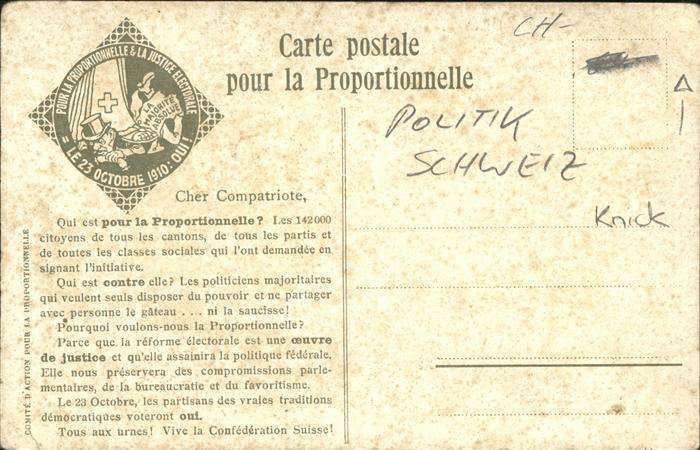 Carte postale
pour la Proportionnelle
POUR LA PROPORTIONNELLE & LA JUSTICE ELECTORALE
= LE 23 OCTOBRE 1910: OUI!
LA
MAJORITÉ
ABSOLUE
CH-
POLITIK
SCHWEIZ
Knick
Cher Compatriote,
Qui est pour la Proportionnelle? Les 142000
citoyens de tous les cantons, de tous les partis et
de toutes les classes sociales qui l'ont demandée en
signant l'initiative.
Qui est contre elle? Les politiciens majoritaires
qui veulent seuls disposer du pouvoir et ne partager
avec personne le gâteau . . . ni la saucisse!
Pourquoi voulons-nous la Proportionnelle?
Parce que la réforme électorale est une œuvre
de justice et qu'elle assainira la politique fédérale.
Elle nous préservera des compromissions parle-
mentaires, de la bureaucratie et du favoritisme.
Le 23 Octobre, les partisans des vraies traditions
démocratiques voteront oui.
Tous aux urnes! Vive la Confédération Suisse!
COMITÉ D'ACTION POUR LA PROPORTIONNELLE